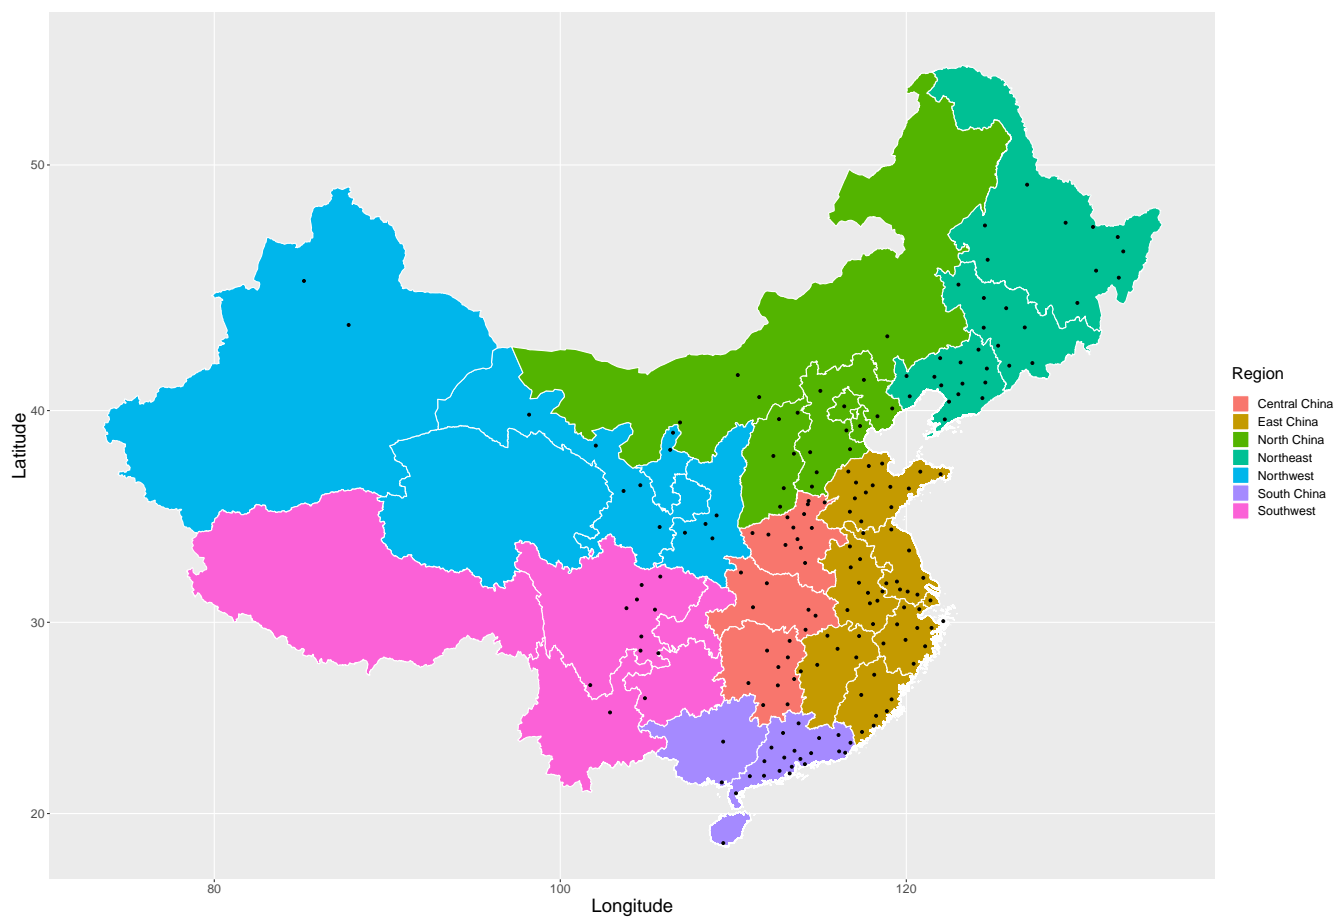 50
40
30
20
Latitude
80
100
120
Longitude
Region
Central China
East China
North China
Northeast
Northwest
South China
Southwest